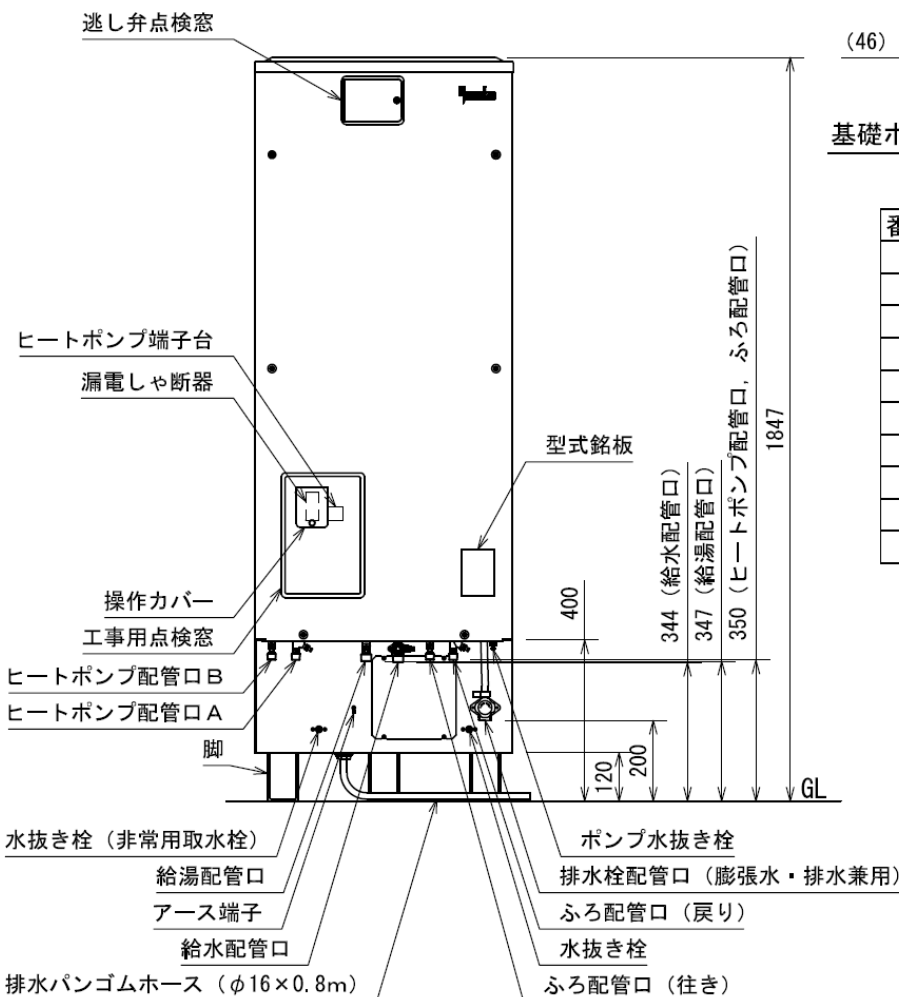 逃し弁点検窓
(46)
基礎ボ
番
ヒートポンプ端子台
漏電しゃ断器
型式銘板
操作カバー
工事用点検窓
ヒートポンプ配管口B
ヒートポンプ配管口A
脚
400
120
200
344 (給水配管口)
347 (給湯配管口)
350 (ヒートポンプ配管口, ふろ配管口)
1847
GL
水抜き栓 (非常用取水栓)
給湯配管口
アース端子
給水配管口
排水パンゴムホース (φ16×0.8m)
ポンプ水抜き栓
排水栓配管口 (膨張水・排水兼用)
ふろ配管口 (戻り)
水抜き栓
ふろ配管口 (往き)